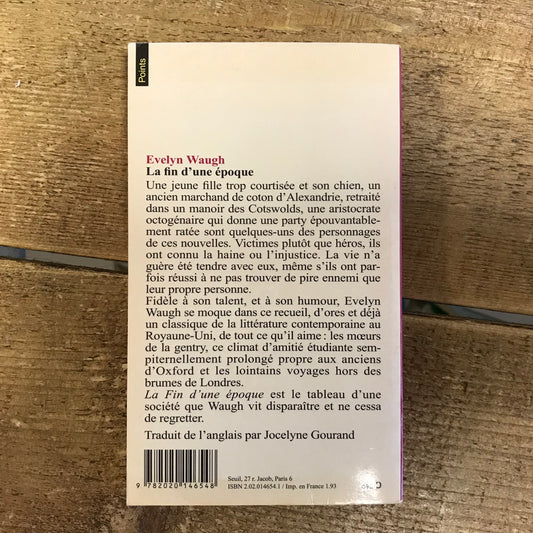 Points
Evelyn Waugh
La fin d'une époque
Une jeune fille trop courtisée et son chien, un
ancien marchand de coton d'Alexandrie, retraité
dans un manoir des Cotswolds, une aristocrate
octogénaire qui donne une party épouvantable-
ment ratée sont quelques-uns des personnages
de ces nouvelles. Victimes plutôt que héros, ils
ont connu la haine ou l'injustice. La vie n'a
guère été tendre avec eux, même s'ils ont par-
fois réussi à ne pas trouver de pire ennemi que
leur propre personne.
Fidèle à son talent, et à son humour, Evelyn
Waugh se moque dans ce recueil, d'ores et déjà
un classique de la littérature contemporaine au
Royaume-Uni, de tout ce qu'il aime : les mœurs
de la gentry, ce climat d'amitié étudiante sem-
piternellement prolongé propre aux anciens
d'Oxford et les lointains voyages hors des
brumes de Londres.
La Fin d'une époque est le tableau d'une
société que Waugh vit disparaître et ne cessa
de regretter.
Traduit de l'anglais par Jocelyne Gourand
9 782020 146548
Seuil, 27 r. Jacob, Paris 6
ISBN 2.02.014654.1 / Imp. en France 1.93